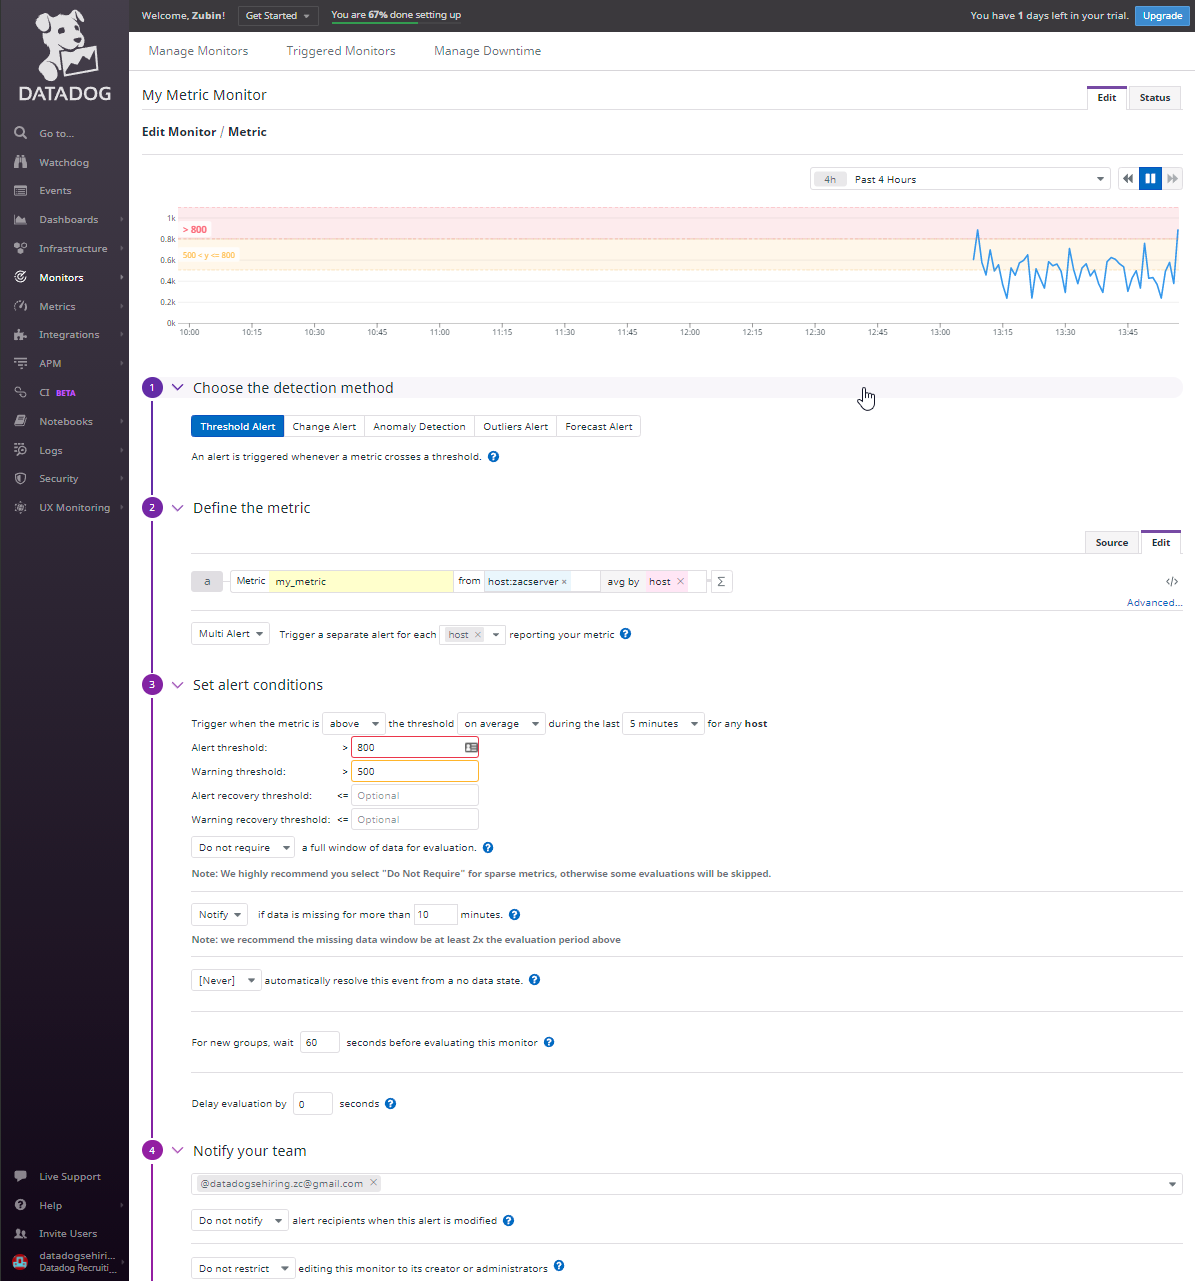 Welcome, Zubin! Get Started You are 67% done setting up You have 1 days left in your trial. Upgrade
DATADOG
Go to...
Watchdog
Events
Dashboards
Infrastructure
Monitors
Metrics
Integrations
APM
CI BETA
Notebooks
Logs
Security
UX Monitoring
Live Support
Help
Invite Users
datadogsehiri...
Datadog Recruiti...
Manage Monitors Triggered Monitors Manage Downtime
My Metric Monitor Edit Status
Edit Monitor / Metric
4h Past 4 Hours
1k
> 800
0.8k
500 < y <= 800
0.6k
0.4k
0.2k
0k
10:00 10:15 10:30 10:45 11:00 11:15 11:30 11:45 12:00 12:15 12:30 12:45 13:00 13:15 13:30 13:45
1 Choose the detection method
Threshold Alert Change Alert Anomaly Detection Outliers Alert Forecast Alert
An alert is triggered whenever a metric crosses a threshold. ?
2 Define the metric
Source Edit
a Metric my_metric from host:zacserver × avg by host × Σ </>
Advanced...
Multi Alert Trigger a separate alert for each host × reporting your metric ?
3 Set alert conditions
Trigger when the metric is above the threshold on average during the last 5 minutes for any host
Alert threshold: > 800
Warning threshold: > 500
Alert recovery threshold: <= Optional
Warning recovery threshold: <= Optional
Do not require a full window of data for evaluation. ?
Note: We highly recommend you select "Do Not Require" for sparse metrics, otherwise some evaluations will be skipped.
Notify if data is missing for more than 10 minutes. ?
Note: we recommend the missing data window be at least 2x the evaluation period above
[Never] automatically resolve this event from a no data state. ?
For new groups, wait 60 seconds before evaluating this monitor ?
Delay evaluation by 0 seconds ?
4 Notify your team
@datadogsehiring.zc@gmail.com ×
Do not notify alert recipients when this alert is modified ?
Do not restrict editing this monitor to its creator or administrators ?